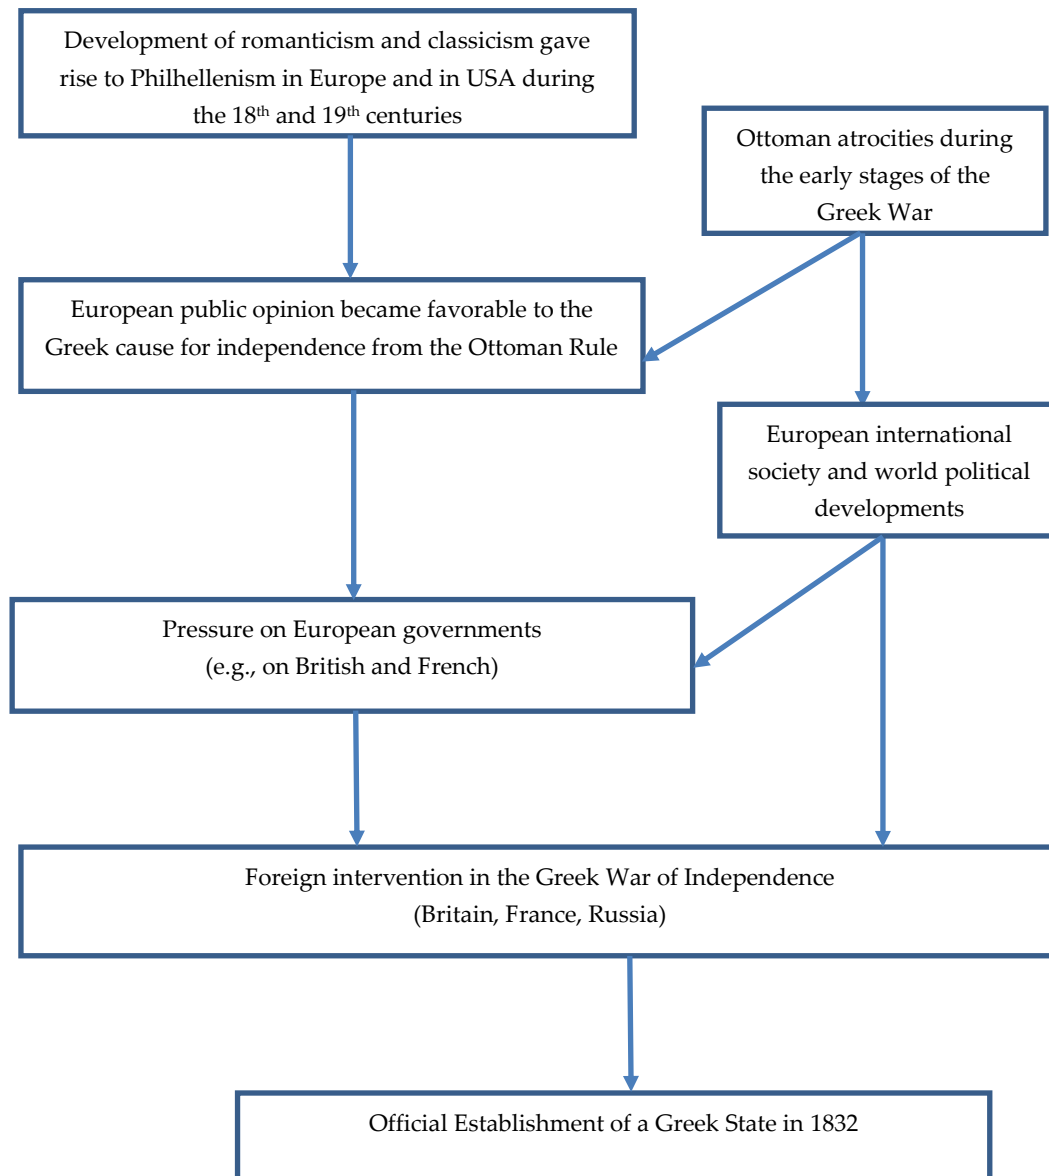 Development of romanticism and classicism gave
rise to Philhellenism in Europe and in USA during
the 18th and 19th centuries
Ottoman atrocities during
the early stages of the
Greek War
European public opinion became favorable to the
Greek cause for independence from the Ottoman Rule
European international
society and world political
developments
Pressure on European governments
(e.g., on British and French)
Foreign intervention in the Greek War of Independence
(Britain, France, Russia)
Official Establishment of a Greek State in 1832